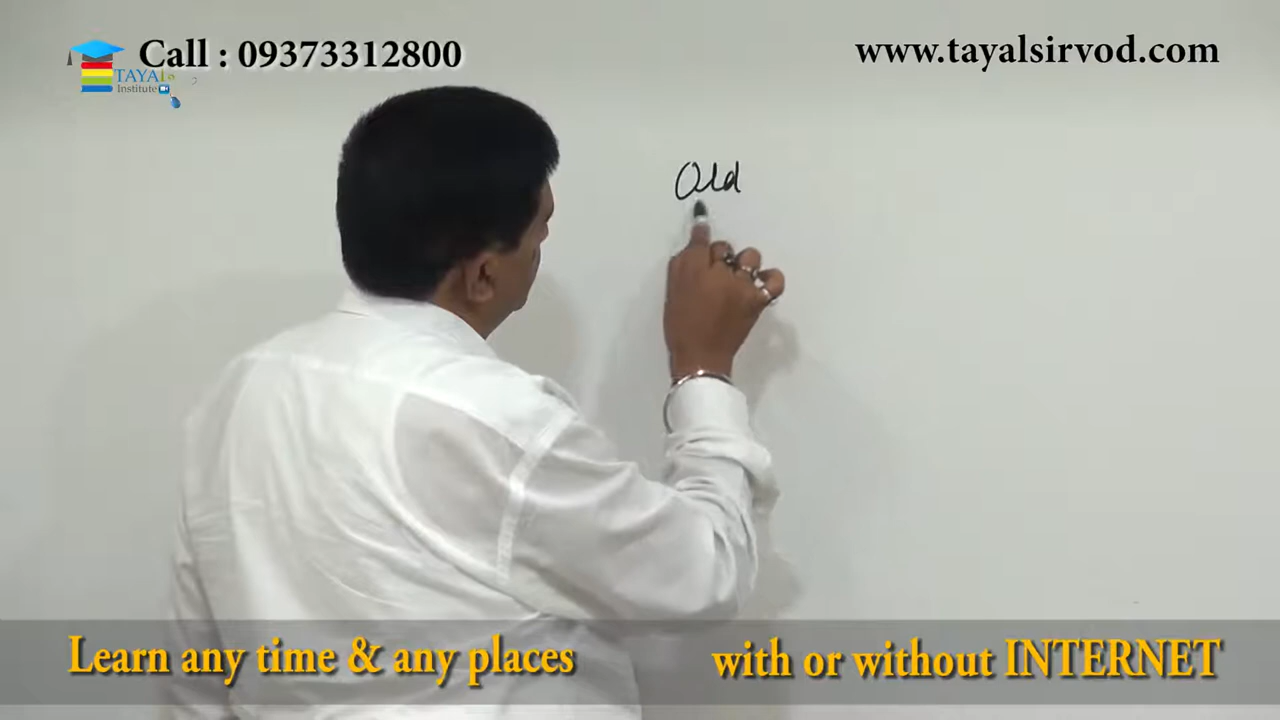 Call : 09373312800
www.tayalsirvod.com
TAYAL
Institute
Old
Learn any time & any places
with or without INTERNET